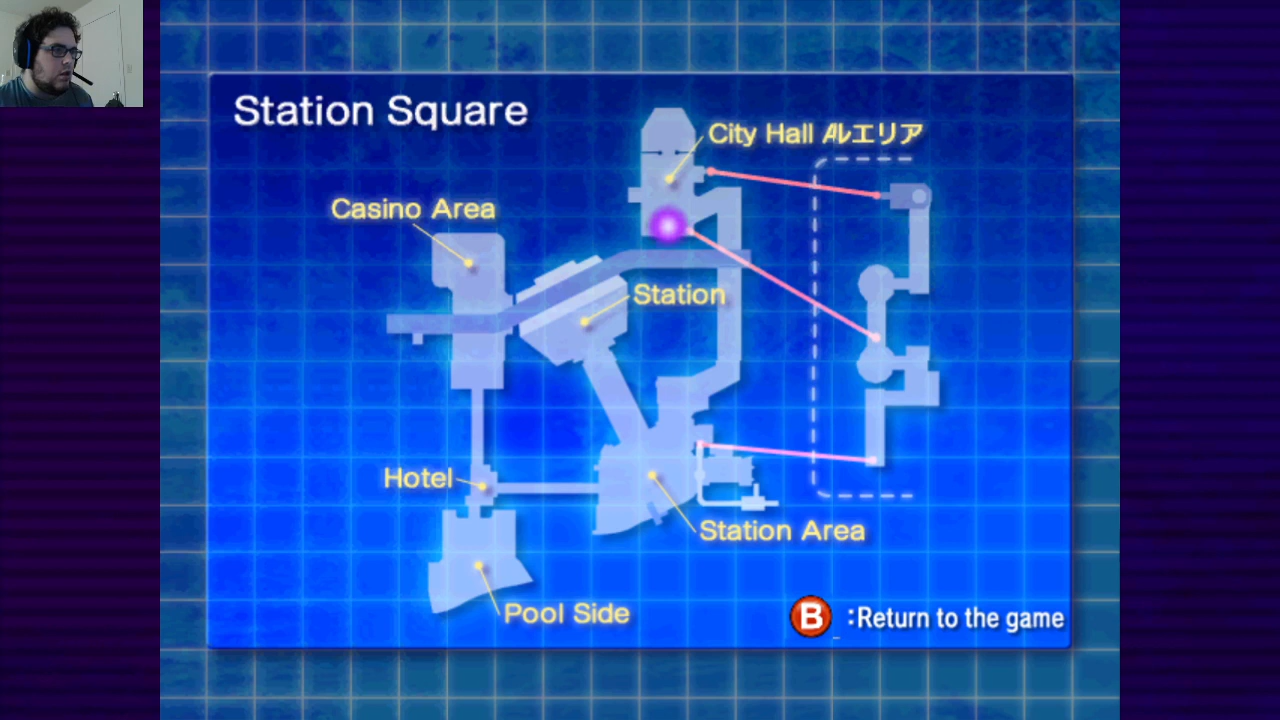 Station Square
City Hall ルエリア
Casino Area
Station
Hotel
Station Area
Pool Side
B :Return to the game